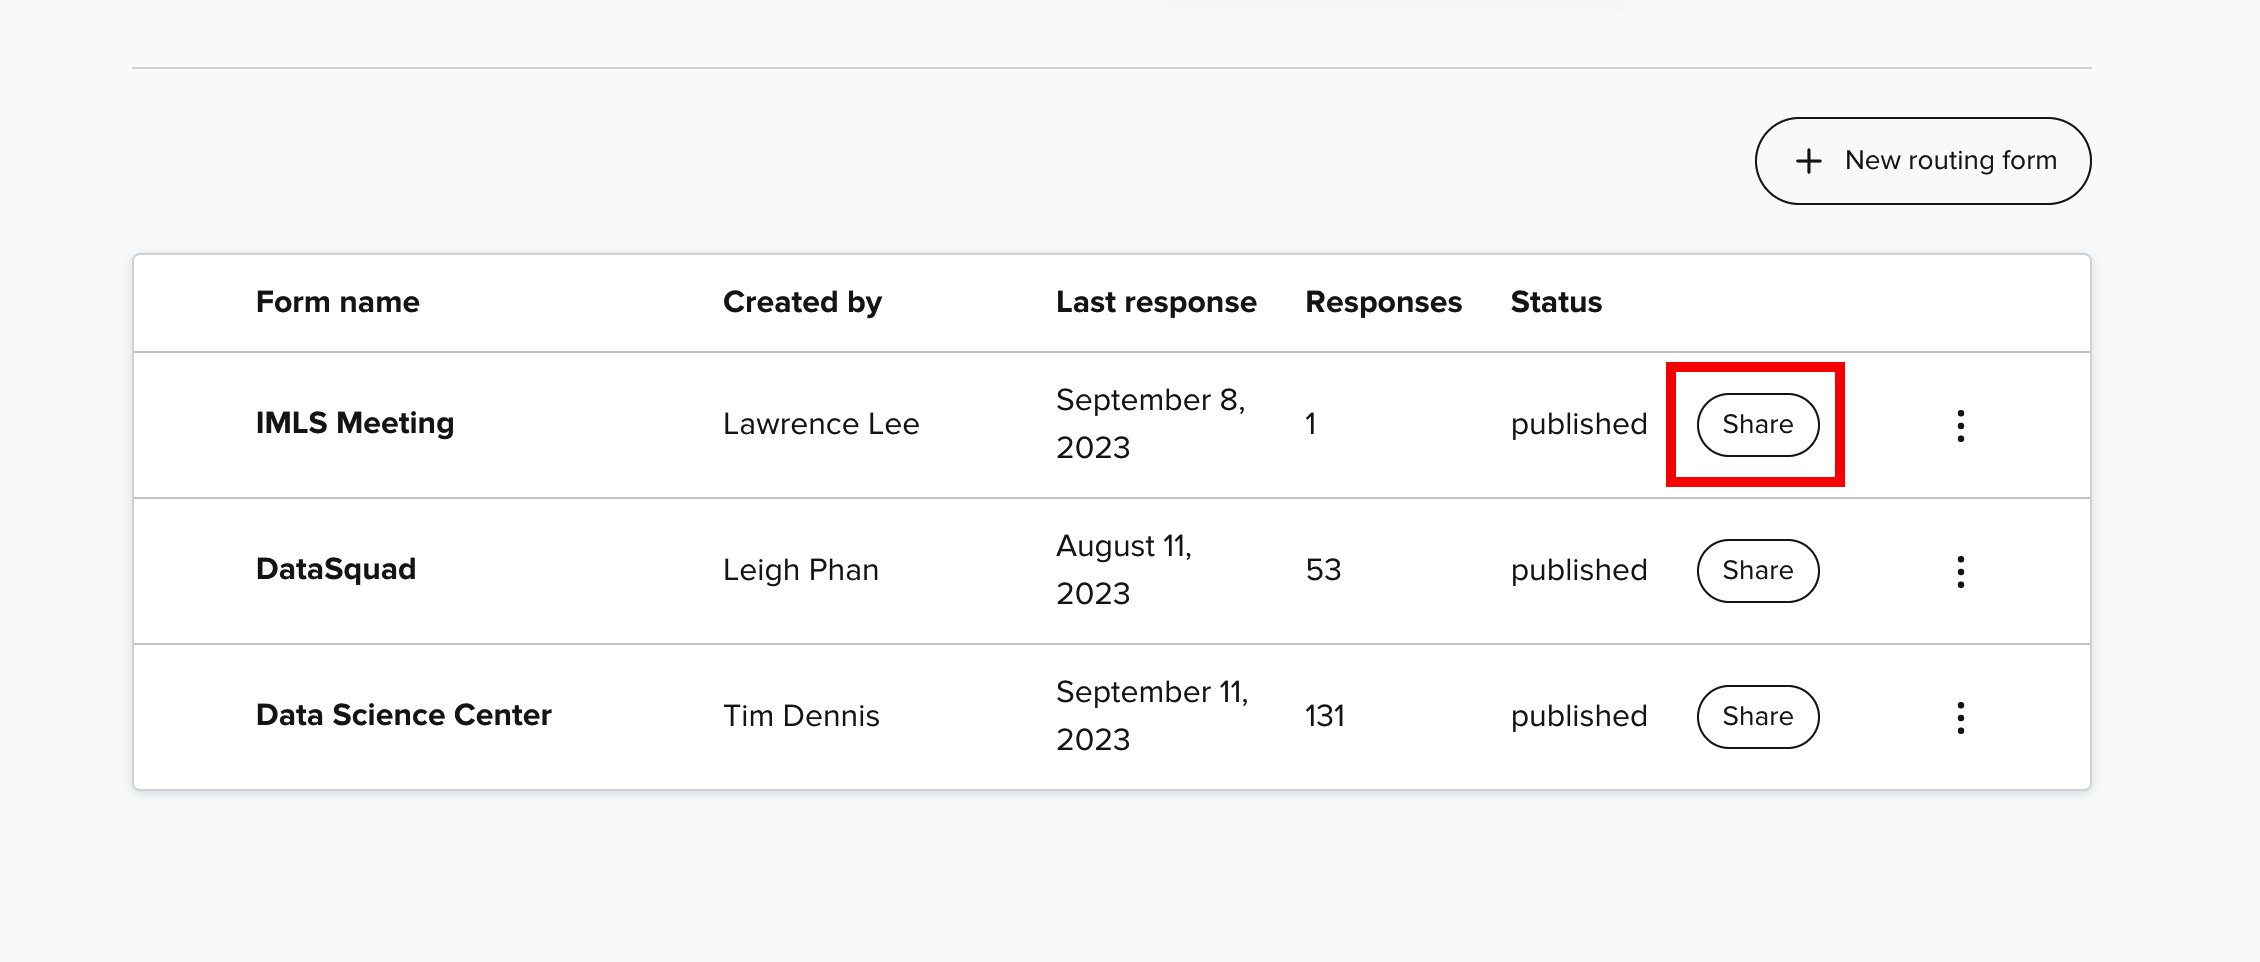 New routing form
Form name Created by Last response Responses Status
IMLS Meeting Lawrence Lee September 8, 1 published Share
2023
DataSquad Leigh Phan August 11, 53 published Share
2023
Data Science Center Tim Dennis September 11, 131 published Share
2023